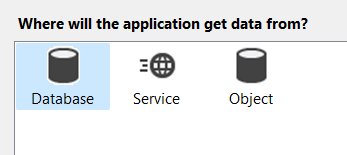 Where will the application get data from?
Database Service Object